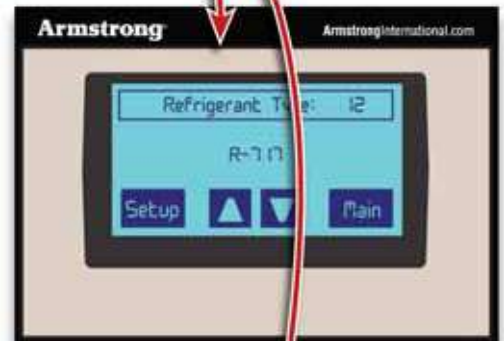 Armstrong ArmstrongInternational.com
Refrigerant Type: 12
R-717
Setup Main